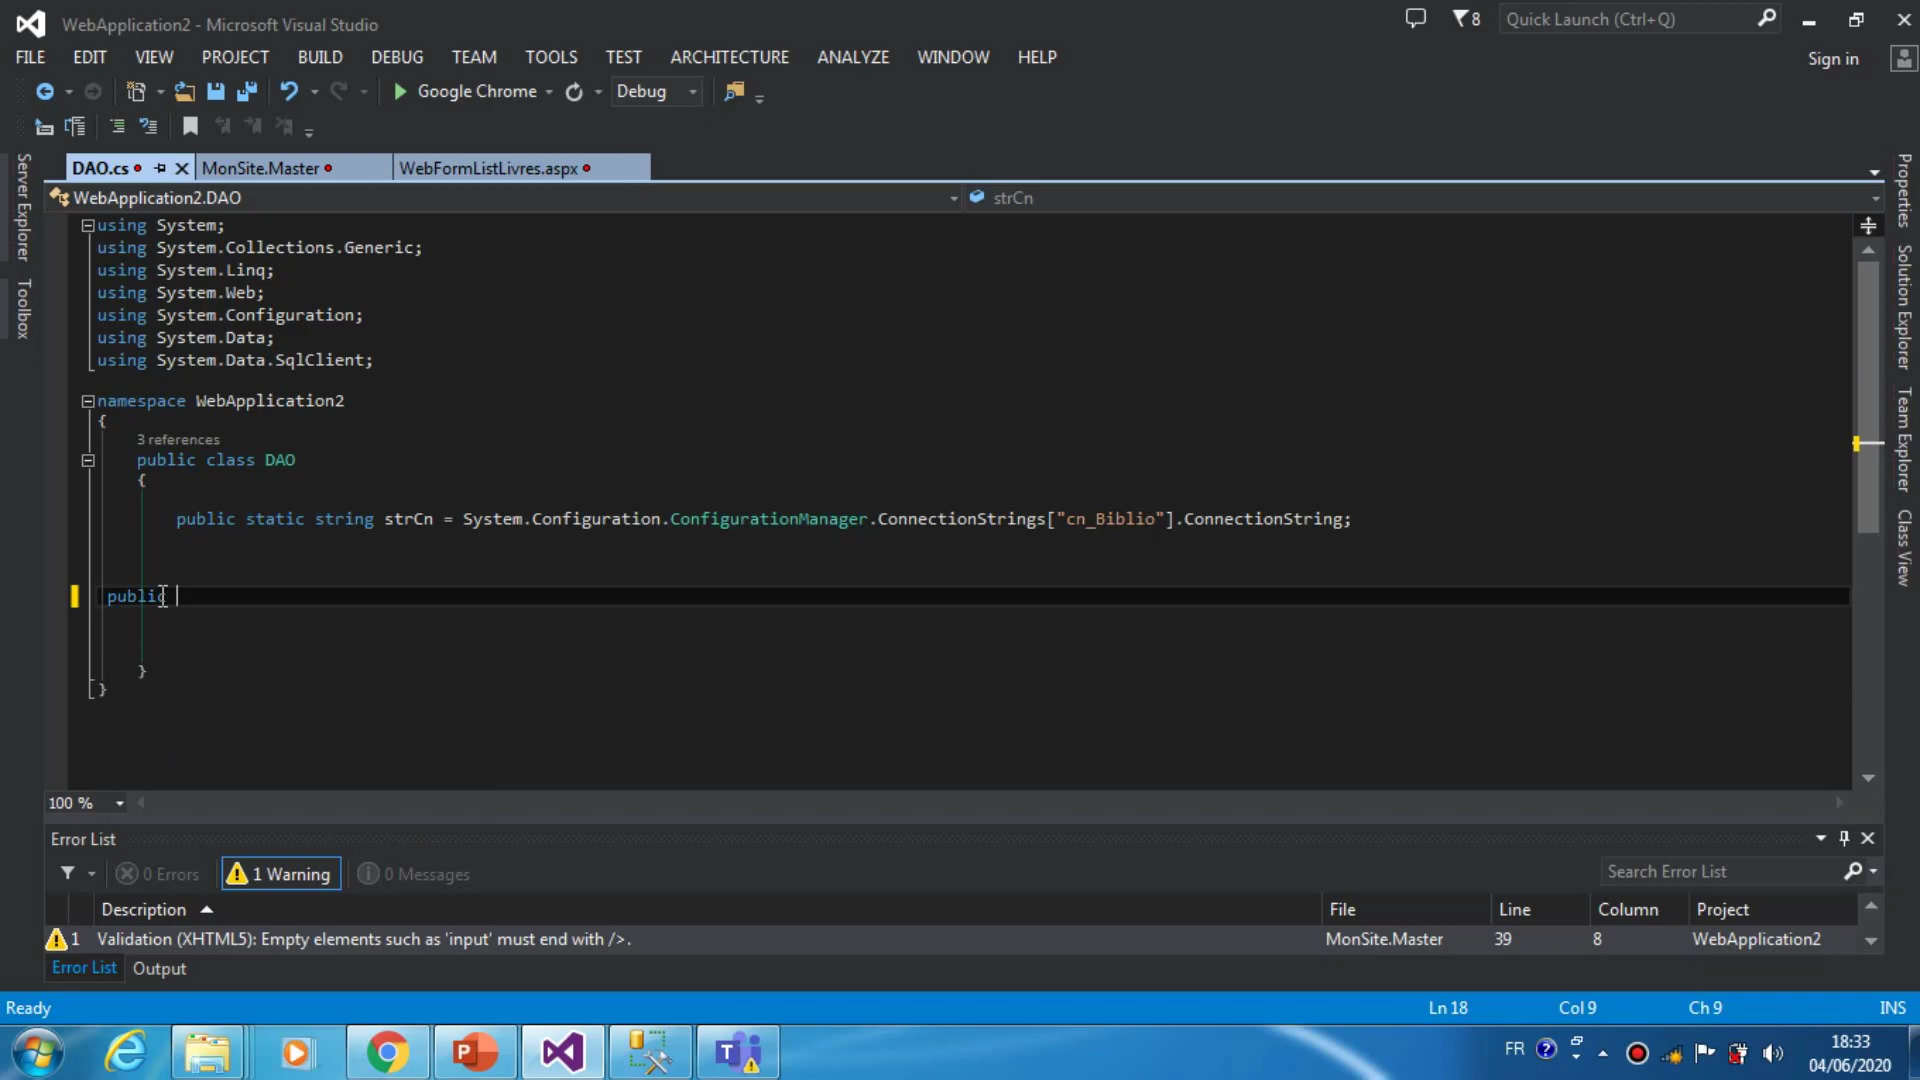 WebApplication2 - Microsoft Visual Studio
8
Quick Launch (Ctrl+Q)
FILE EDIT VIEW PROJECT BUILD DEBUG TEAM TOOLS TEST ARCHITECTURE ANALYZE WINDOW HELP
Sign in
Google Chrome
Debug
DAO.cs
MonSite.Master
WebFormListLivres.aspx
WebApplication2.DAO
strCn
Server Explorer
Toolbox
Properties
Solution Explorer
Team Explorer
Class View
using System;
using System.Collections.Generic;
using System.Linq;
using System.Web;
using System.Configuration;
using System.Data;
using System.Data.SqlClient;
namespace WebApplication2
{
3 references
public class DAO
{
public static string strCn = System.Configuration.ConfigurationManager.ConnectionStrings["cn_Biblio"].ConnectionString;
public
}
}
100 %
Error List
0 Errors
1 Warning
0 Messages
Search Error List
Description File Line Column Project
1 Validation (XHTML5): Empty elements such as 'input' must end with />. MonSite.Master 39 8 WebApplication2
Error List Output
Ready
Ln 18 Col 9 Ch 9 INS
FR
18:33
04/06/2020